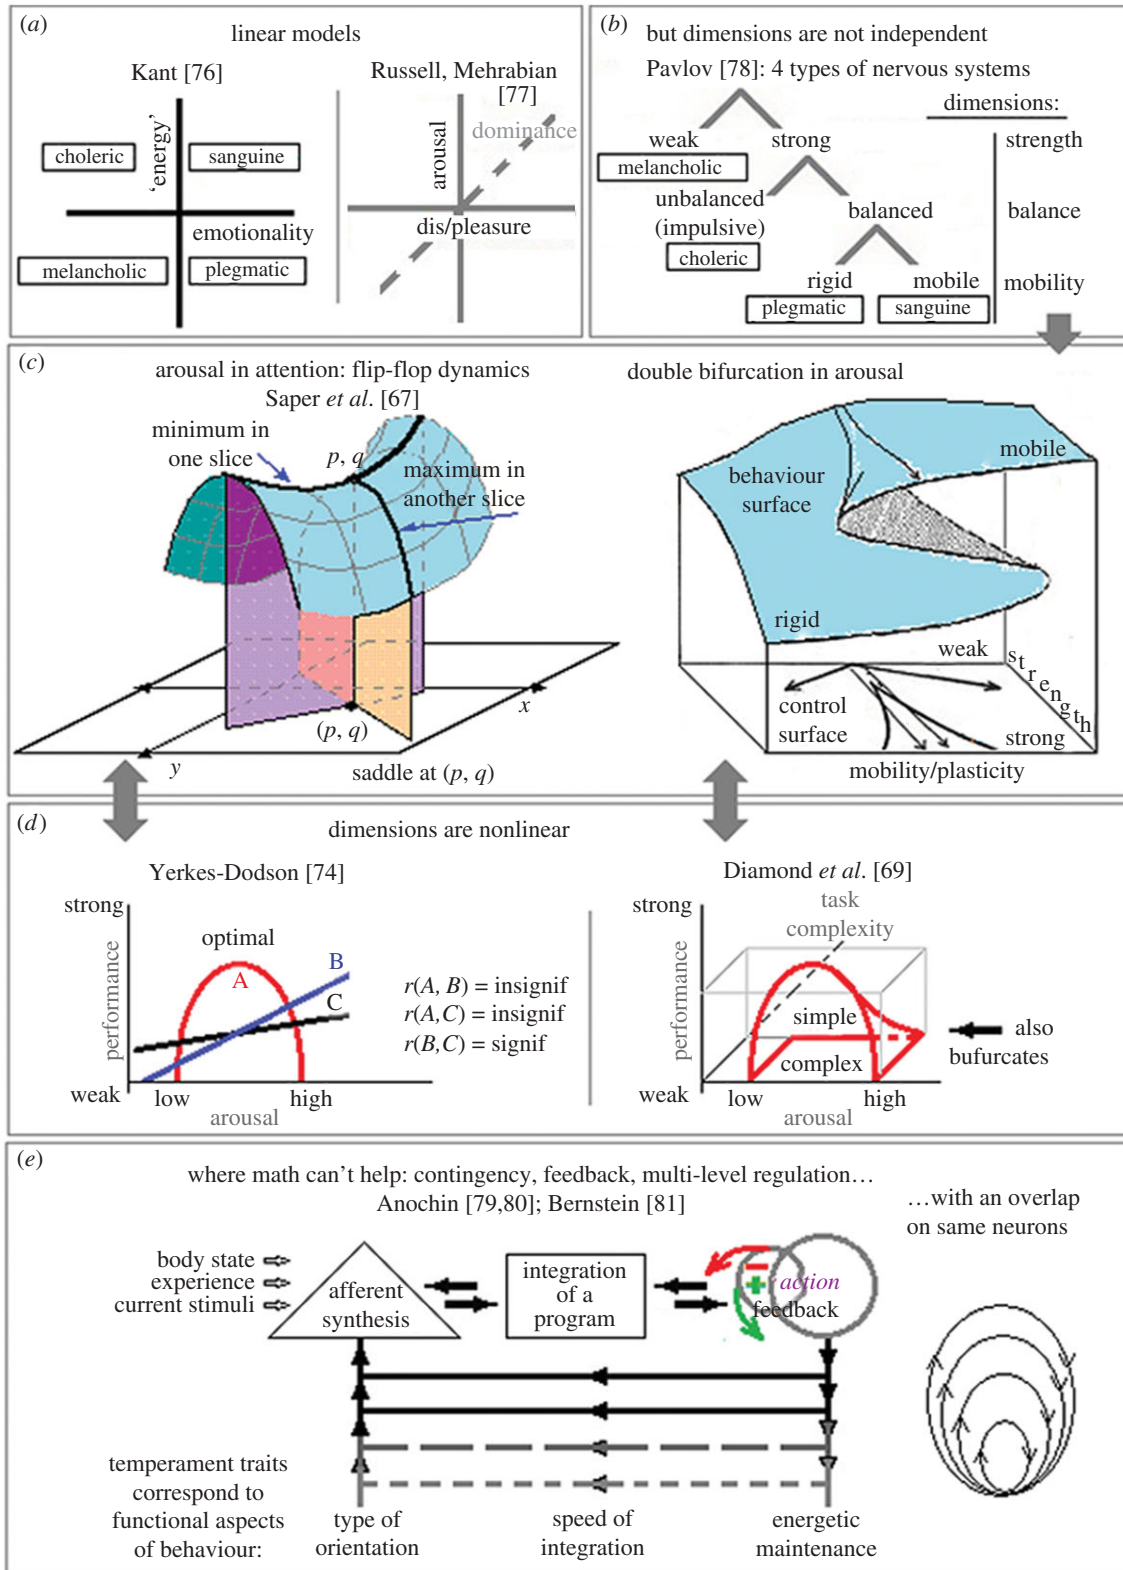 (a)
linear models
Kant [76]
'energy'
choleric
sanguine
emotionality
melancholic
plegmatic
Russell, Mehrabian
[77]
arousal
dominance
dis/pleasure
(b)
but dimensions are not independent
Pavlov [78]: 4 types of nervous systems
dimensions:
weak
strong
strength
melancholic
unbalanced
(impulsive)
balanced
balance
choleric
rigid
mobile
mobility
plegmatic
sanguine
(c)
arousal in attention: flip-flop dynamics
Saper et al. [67]
minimum in
one slice
p, q
maximum in
another slice
x
(p, q)
y
saddle at (p, q)
double bifurcation in arousal
mobile
behaviour
surface
rigid
weak
strength
control
surface
strong
mobility/plasticity
(d)
dimensions are nonlinear
Yerkes-Dodson [74]
strong
performance
optimal
A
B
C
weak
low
high
arousal
r(A, B) = insignif
r(A,C) = insignif
r(B,C) = signif
Diamond et al. [69]
strong
task
complexity
performance
simple
complex
also
bufurcates
weak
low
high
arousal
(e)
where math can't help: contingency, feedback, multi-level regulation…
Anochin [79,80]; Bernstein [81]
…with an overlap
on same neurons
body state
experience
current stimuli
afferent
synthesis
integration
of a
program
action
feedback
temperament traits
correspond to
functional aspects
of behaviour:
type of
orientation
speed of
integration
energetic
maintenance